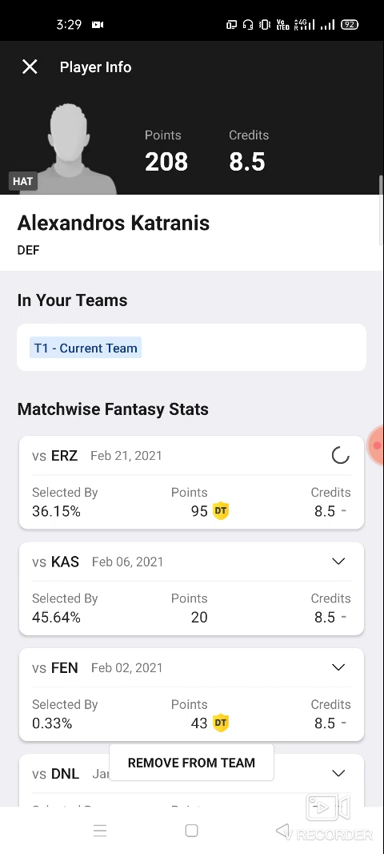 3:29
Vo LTED
4G
92
Player Info
Points Credits
208 8.5
HAT
Alexandros Katranis
DEF
In Your Teams
T1 - Current Team
Matchwise Fantasy Stats
vs ERZ Feb 21, 2021
Selected By Points Credits
36.15% 95 DT 8.5 -
vs KAS Feb 06, 2021
Selected By Points Credits
45.64% 20 8.5 -
vs FEN Feb 02, 2021
Selected By Points Credits
0.33% 43 DT 8.5 -
vs DNL
REMOVE FROM TEAM
RECORDER